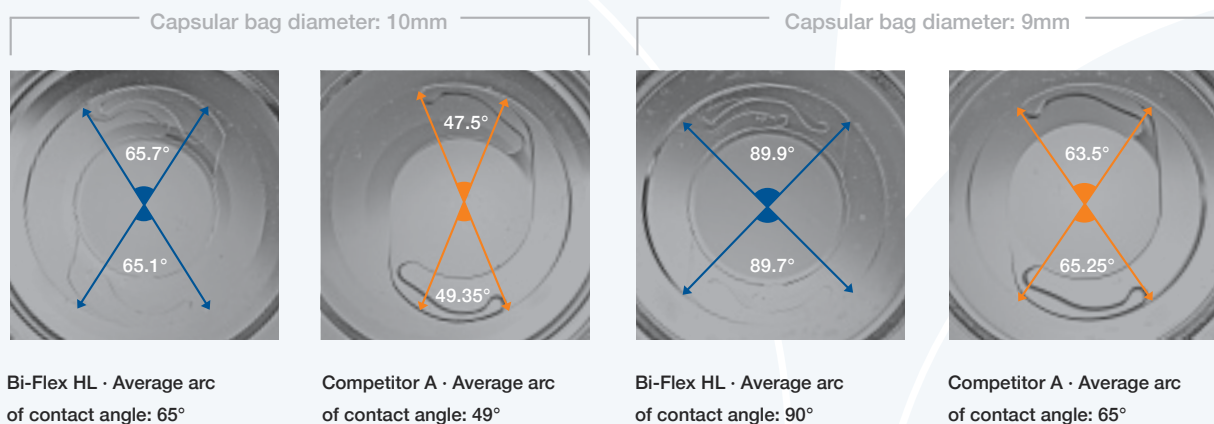 Capsular bag diameter: 10mm
Capsular bag diameter: 9mm
65.7°
65.1°
47.5°
49.35°
89.9°
89.7°
63.5°
65.25°
Bi-Flex HL · Average arc
of contact angle: 65°
Competitor A · Average arc
of contact angle: 49°
Bi-Flex HL · Average arc
of contact angle: 90°
Competitor A · Average arc
of contact angle: 65°